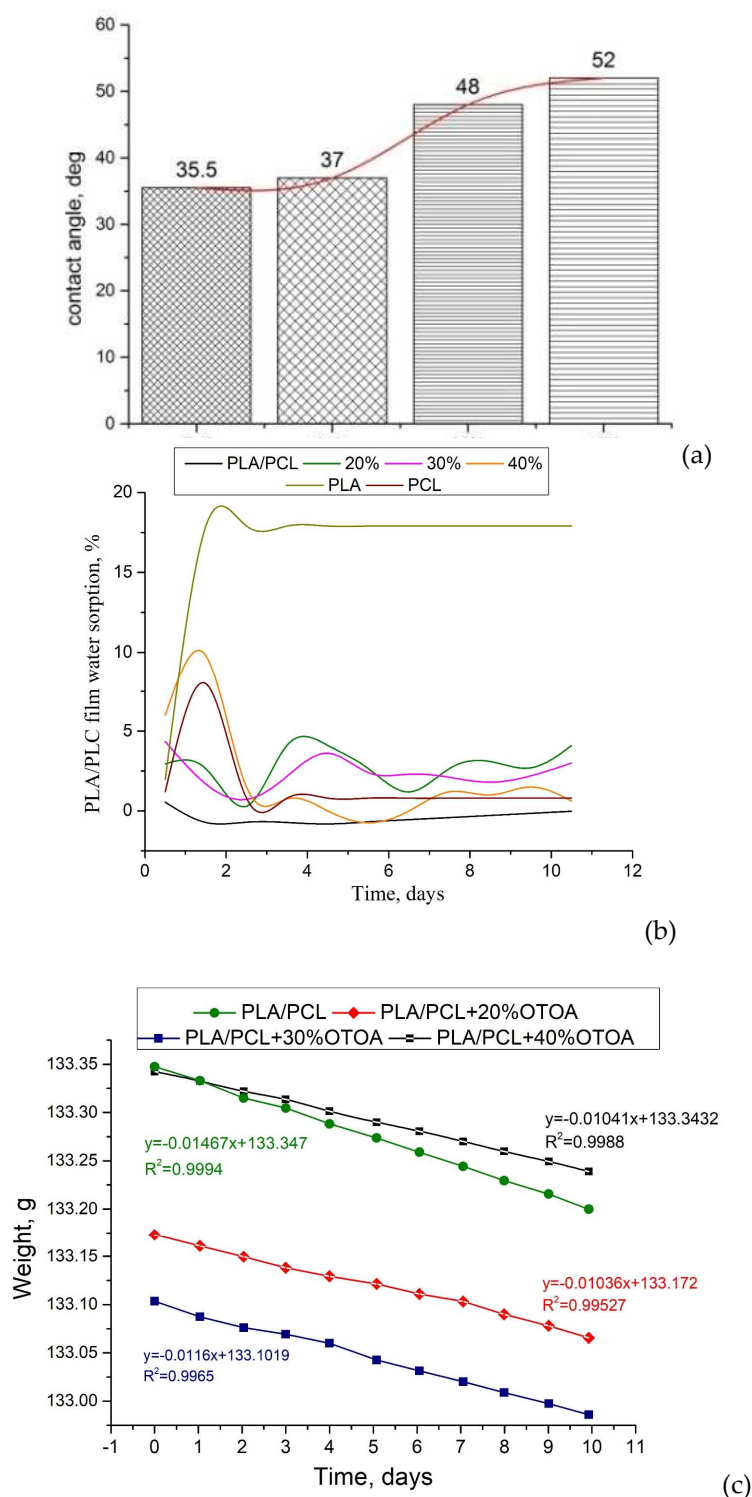 60
52
50
48
40
37
35.5
30
20
10
0
contact angle, deg
(a)
PLA/PCL 20% 30% 40%
PLA PCL
20
15
10
5
0
PLA/PLC film water sorption, %
0 2 4 6 8 10 12
Time, days
(b)
PLA/PCL PLA/PCL+20%OTOA
PLA/PCL+30%OTOA PLA/PCL+40%OTOA
133.35
133.30
133.25
133.20
133.15
133.10
133.05
133.00
Weight, g
y=-0.01041x+133.3432
R²=0.9988
y=-0.01467x+133.347
R²=0.9994
y=-0.01036x+133.172
R²=0.99527
y=-0.0116x+133.1019
R²=0.9965
-1 0 1 2 3 4 5 6 7 8 9 10 11
Time, days
(c)